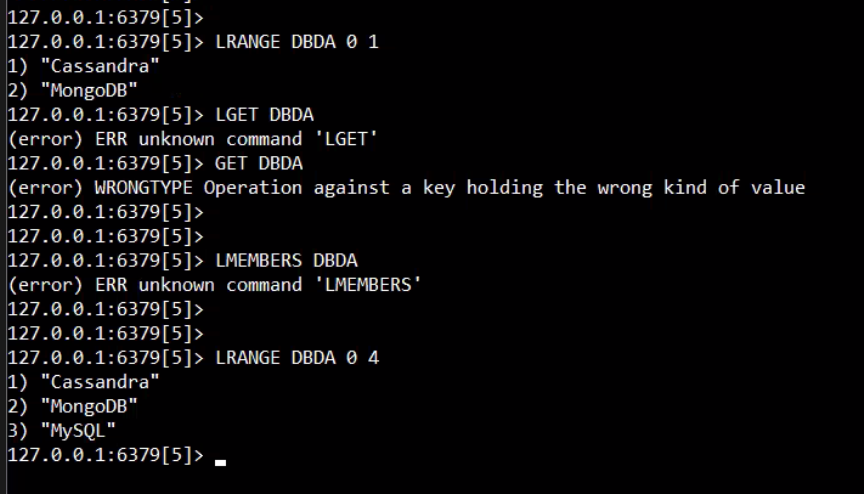 127.0.0.1:6379[5]>
127.0.0.1:6379[5]> LRANGE DBDA 0 1
1) "Cassandra"
2) "MongoDB"
127.0.0.1:6379[5]> LGET DBDA
(error) ERR unknown command 'LGET'
127.0.0.1:6379[5]> GET DBDA
(error) WRONGTYPE Operation against a key holding the wrong kind of value
127.0.0.1:6379[5]>
127.0.0.1:6379[5]>
127.0.0.1:6379[5]> LMEMBERS DBDA
(error) ERR unknown command 'LMEMBERS'
127.0.0.1:6379[5]>
127.0.0.1:6379[5]>
127.0.0.1:6379[5]> LRANGE DBDA 0 4
1) "Cassandra"
2) "MongoDB"
3) "MySQL"
127.0.0.1:6379[5]>